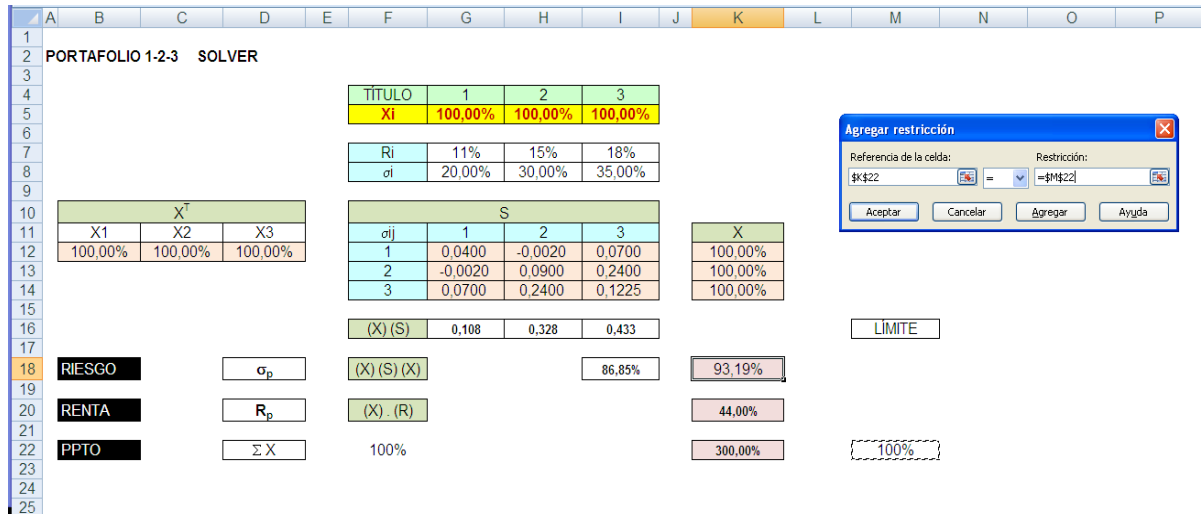 A B C D E F G H I J K L M N O P
1
2 PORTAFOLIO 1-2-3 SOLVER
3
4 TÍTULO 1 2 3
5 Xi 100,00% 100,00% 100,00%
6 Agregar restricción
7 Ri 11% 15% 18% Referencia de la celda: Restricción:
8 σi 20,00% 30,00% 35,00% $K$22 = =$M$22
9
10 Xᵀ S Aceptar Cancelar Agregar Ayuda
11 X1 X2 X3 σij 1 2 3 X
12 100,00% 100,00% 100,00% 1 0,0400 -0,0020 0,0700 100,00%
13 2 -0,0020 0,0900 0,2400 100,00%
14 3 0,0700 0,2400 0,1225 100,00%
15
16 (X) (S) 0,108 0,328 0,433 LÍMITE
17
18 RIESGO σp (X) (S) (X) 86,85% 93,19%
19
20 RENTA Rp (X) . (R) 44,00%
21
22 PPTO Σ X 100% 300,00% 100%
23
24
25